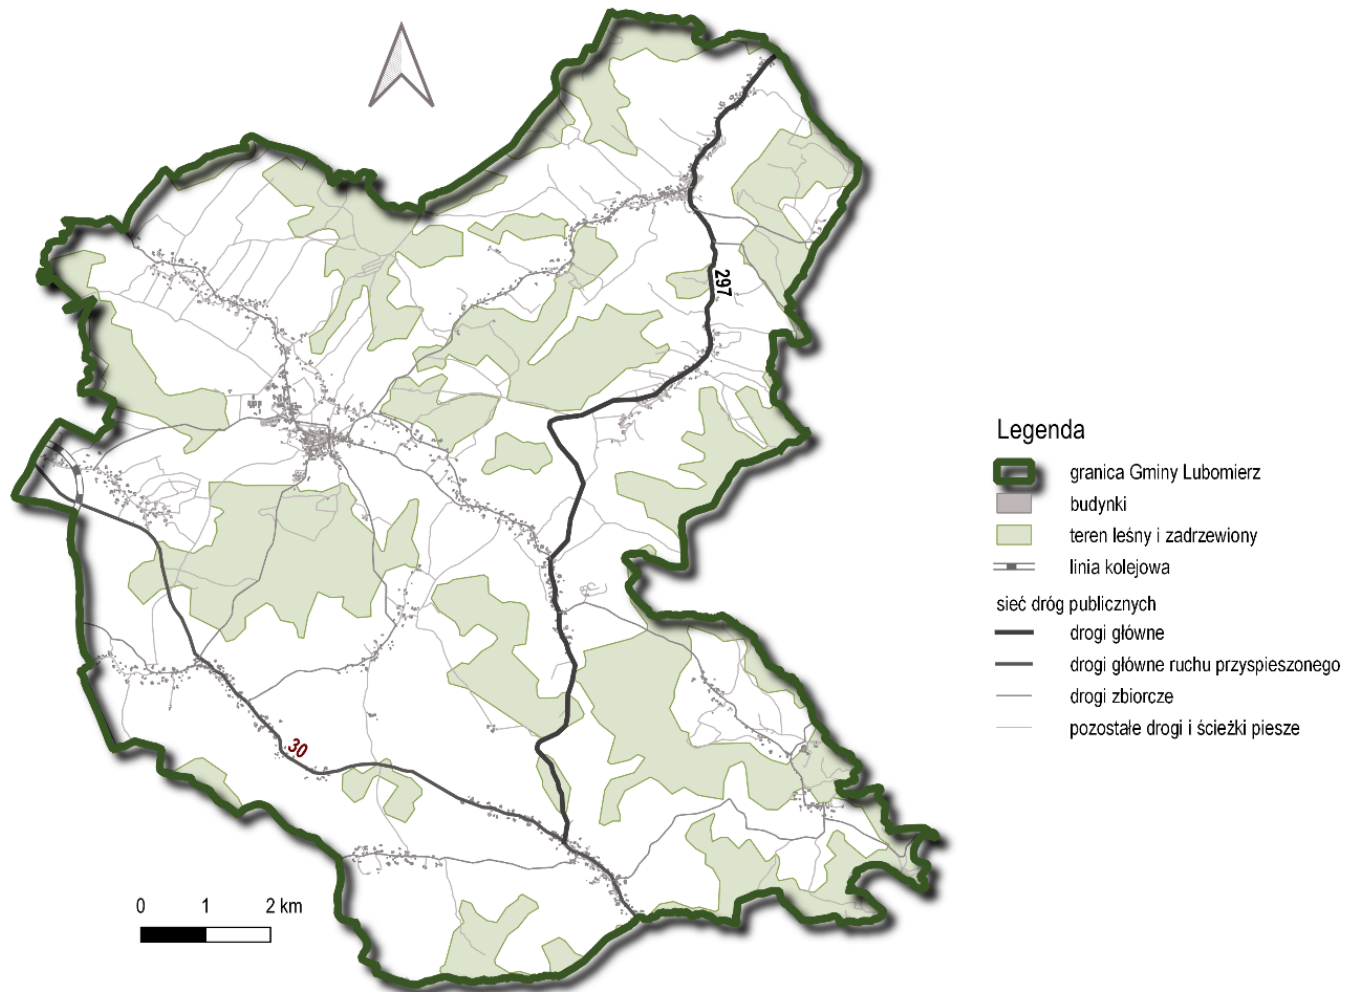 297
30
0 1 2 km
Legenda
granica Gminy Lubomierz
budynki
teren leśny i zadrzewiony
linia kolejowa
sieć dróg publicznych
drogi główne
drogi główne ruchu przyspieszonego
drogi zbiorcze
pozostałe drogi i ścieżki piesze